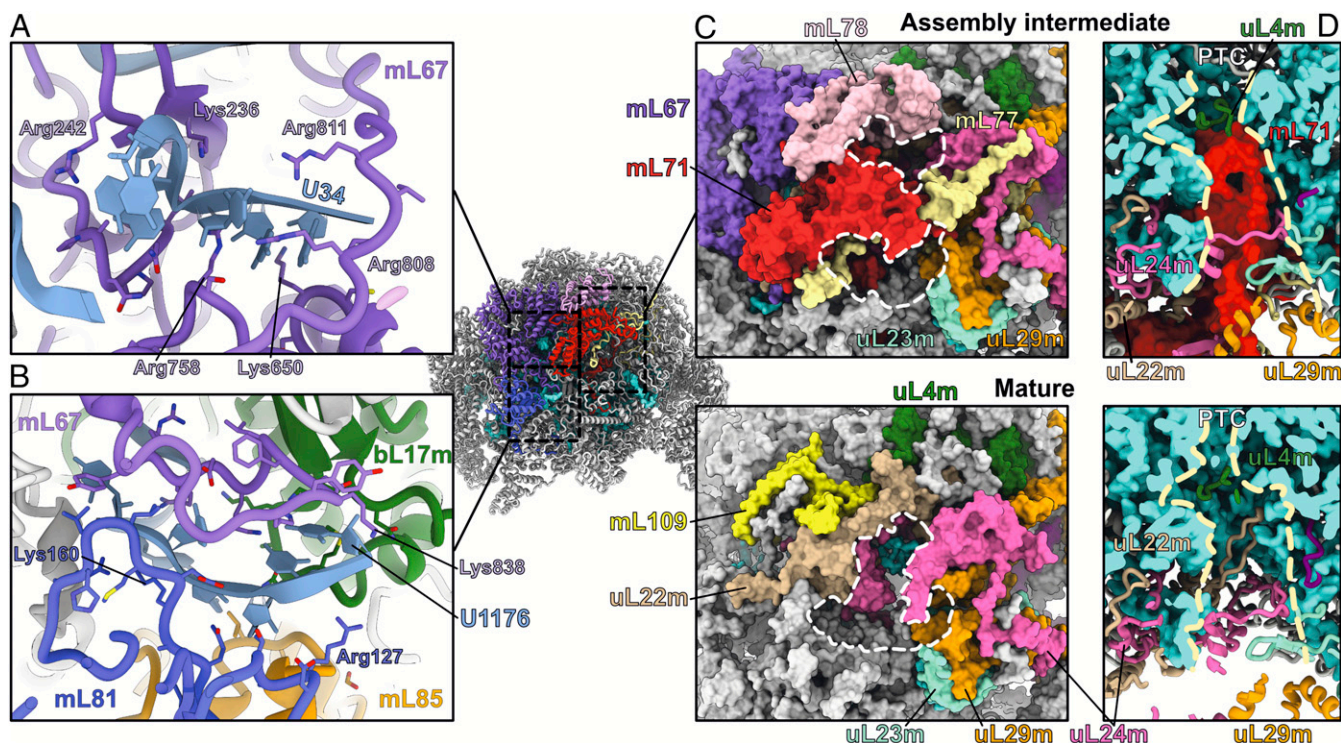 A
mL67
Lys236
Arg242
Arg811
U34
Arg808
Arg758
Lys650
B
mL67
bL17m
Lys160
Lys838
U1176
Arg127
mL81
mL85
C
Assembly intermediate
D
mL78
uL4m
PTC
mL67
mL77
mL71
mL71
uL24m
uL23m
uL29m
uL22m
uL29m
uL4m
Mature
PTC
uL4m
mL109
uL22m
uL22m
uL23m
uL29m
uL24m
uL29m